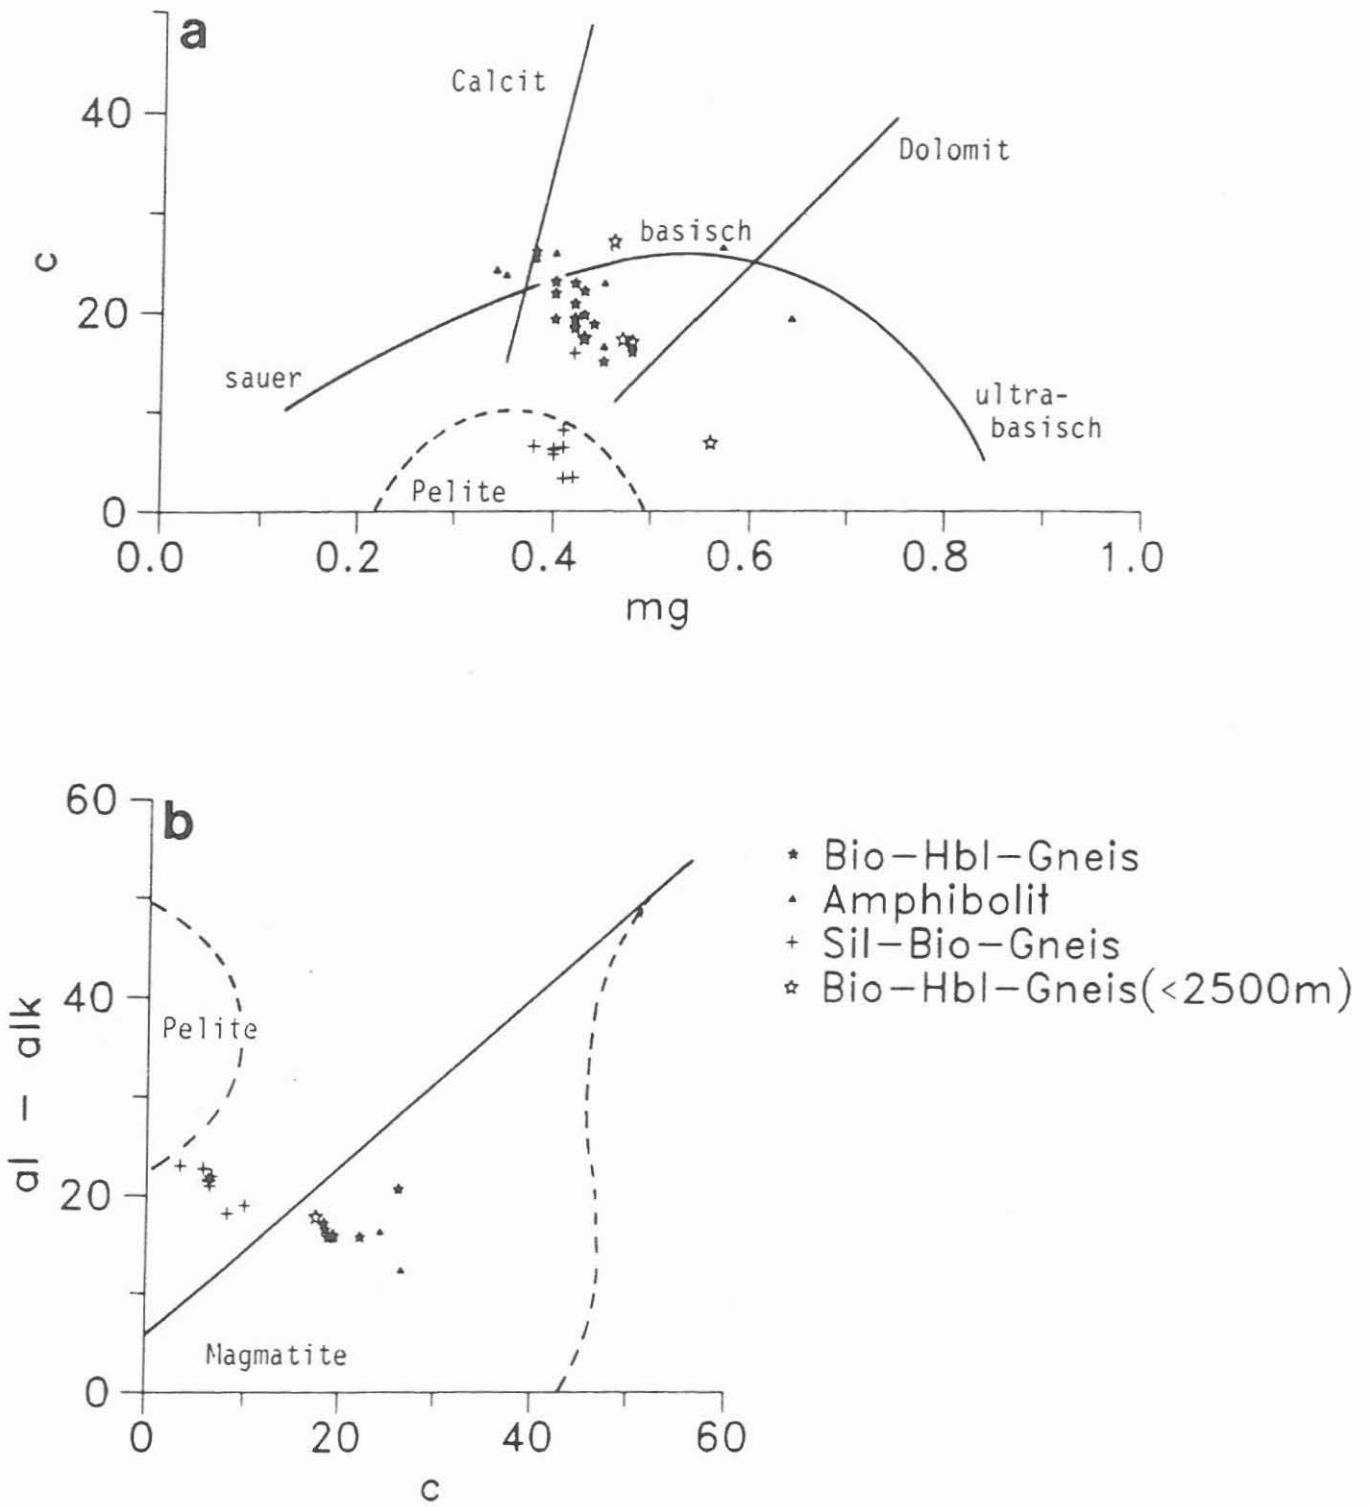 a
Calcit
40
Dolomit
basisch
c
20
sauer
ultra-
basisch
Pelite
0
0.0 0.2 0.4 0.6 0.8 1.0
mg
60
b
Bio-Hbl-Gneis
Amphibolit
Sil-Bio-Gneis
Bio-Hbl-Gneis(<2500m)
40
Pelite
al - alk
20
Magmatite
0
0 20 40 60
c